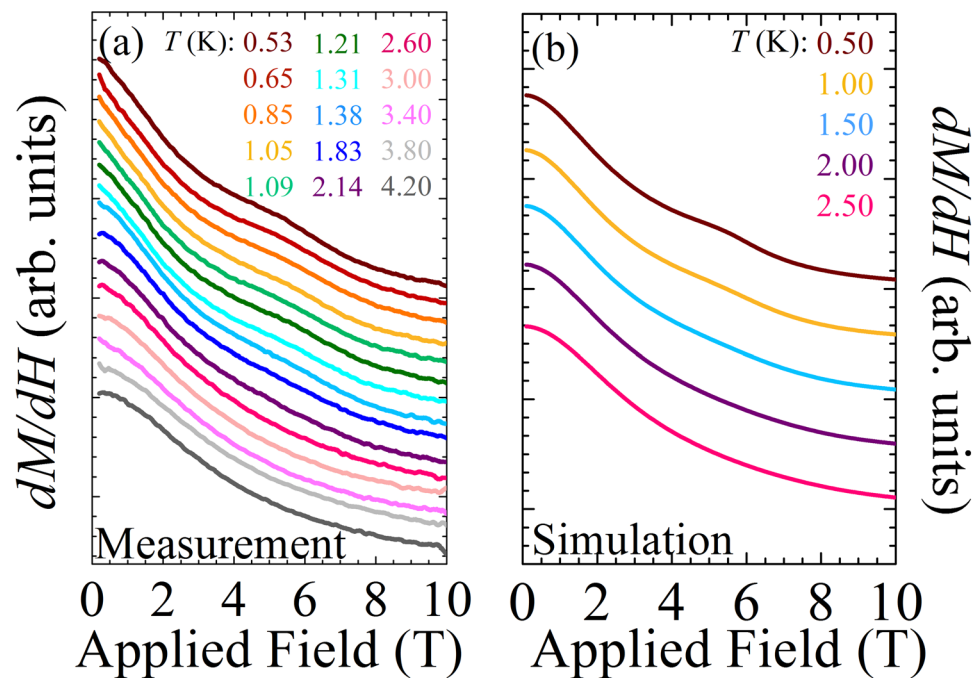 (a) T (K): 0.53 1.21 2.60
0.65 1.31 3.00
0.85 1.38 3.40
1.05 1.83 3.80
1.09 2.14 4.20
dM/dH (arb. units)
Measurement
0 2 4 6 8 10
Applied Field (T)
(b) T (K): 0.50
1.00
1.50
2.00
2.50
dM/dH (arb. units)
Simulation
0 2 4 6 8 10
Applied Field (T)